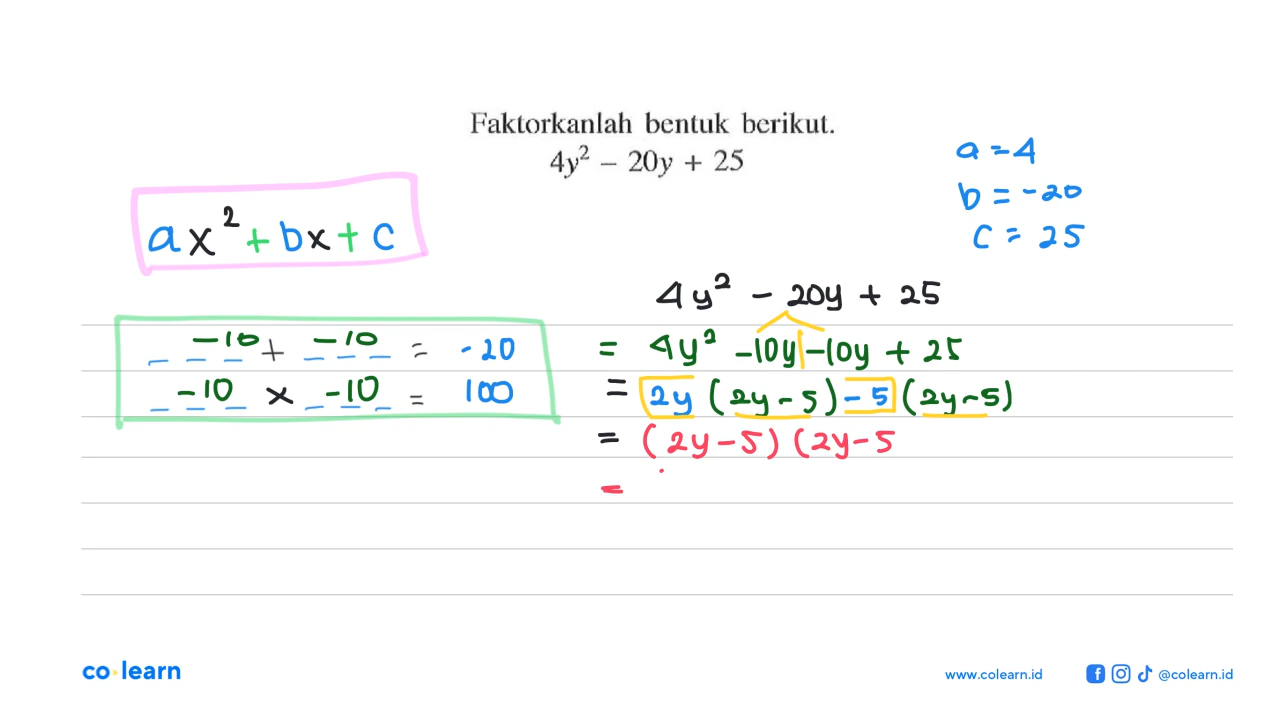 Faktorkanlah bentuk berikut.
4y² − 20y + 25
a = 4
b = -20
c = 25
ax² + bx + c
4y² − 20y + 25
-10 + -10 = -20
= 4y² -10y -10y + 25
-10 × -10 = 100
= 2y (2y - 5) - 5 (2y - 5)
= (2y - 5) (2y - 5
=
co·learn
www.colearn.id
@colearn.id